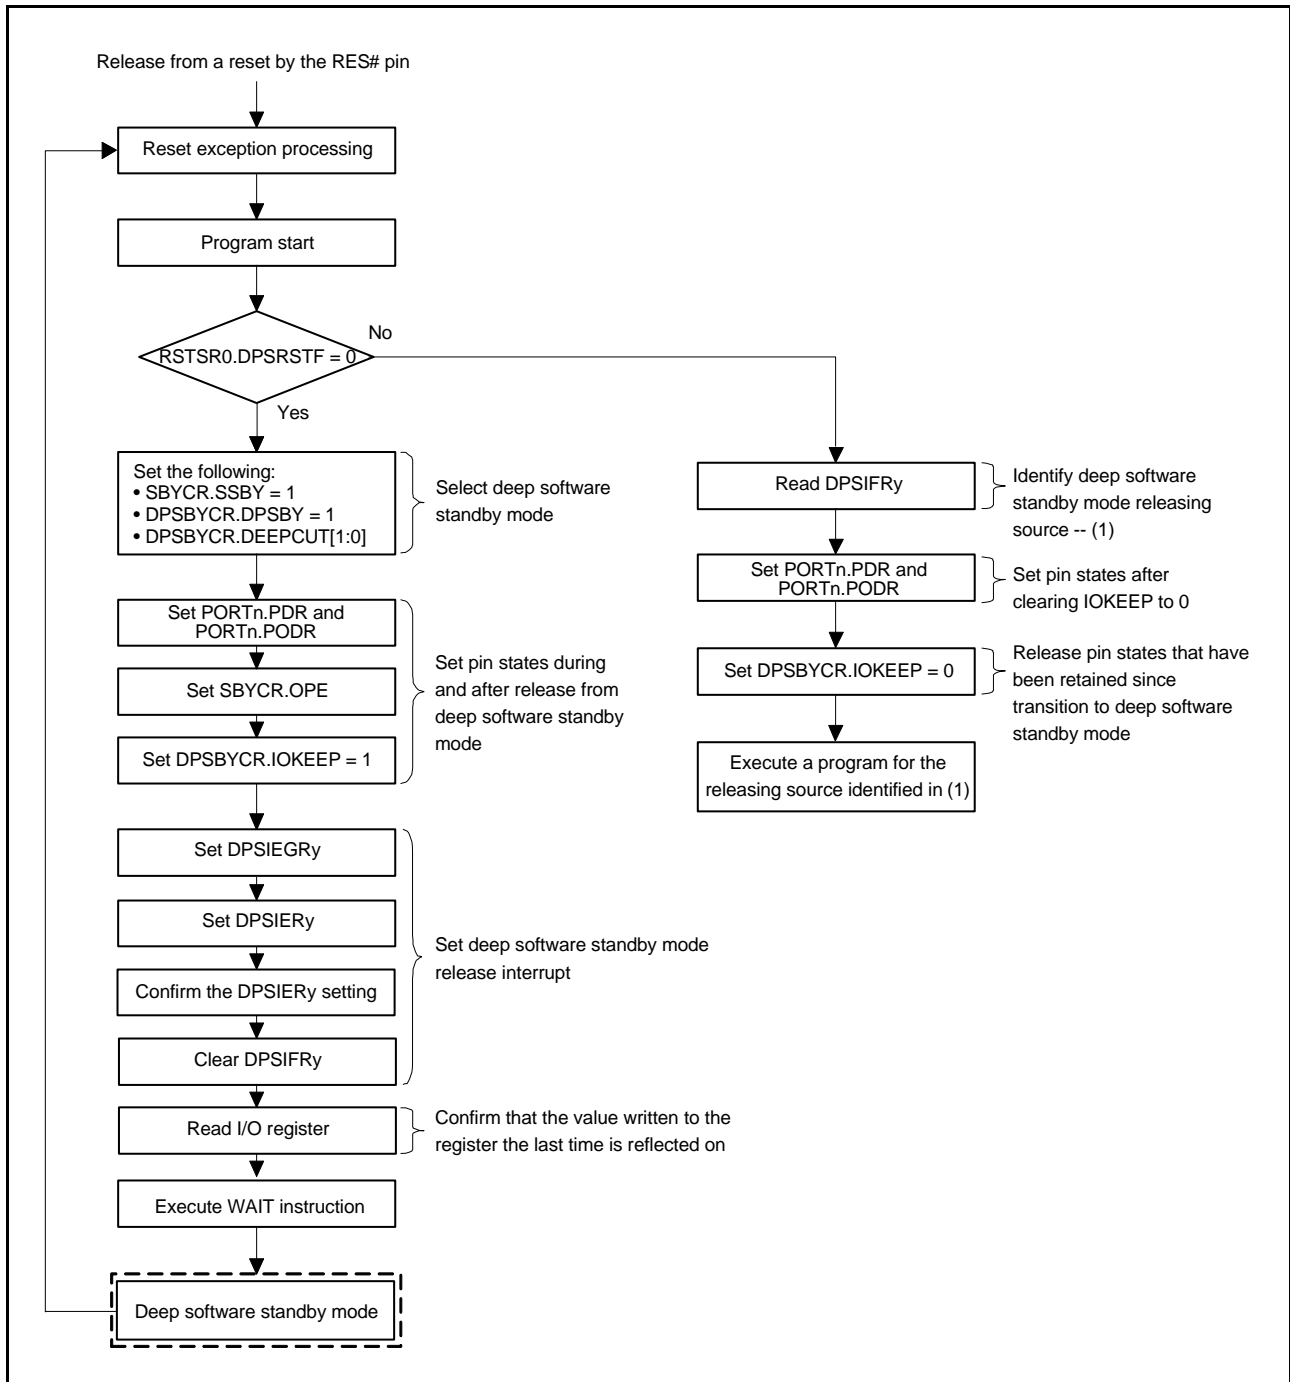 Release from a reset by the RES# pin
Reset exception processing
Program start
RSTSR0.DPSRSTF = 0
No
Yes
Set the following:
• SBYCR.SSBY = 1
• DPSBYCR.DPSBY = 1
• DPSBYCR.DEEPCUT[1:0]
Select deep software
standby mode
Set PORTn.PDR and
PORTn.PODR
Set SBYCR.OPE
Set DPSBYCR.IOKEEP = 1
Set pin states during
and after release from
deep software standby
mode
Set DPSIEGRy
Set DPSIERy
Confirm the DPSIERy setting
Clear DPSIFRy
Set deep software standby mode
release interrupt
Read I/O register
Confirm that the value written to the
register the last time is reflected on
Execute WAIT instruction
Deep software standby mode
Read DPSIFRy
Identify deep software
standby mode releasing
source -- (1)
Set PORTn.PDR and
PORTn.PODR
Set pin states after
clearing IOKEEP to 0
Set DPSBYCR.IOKEEP = 0
Release pin states that have
been retained since
transition to deep software
standby mode
Execute a program for the
releasing source identified in (1)